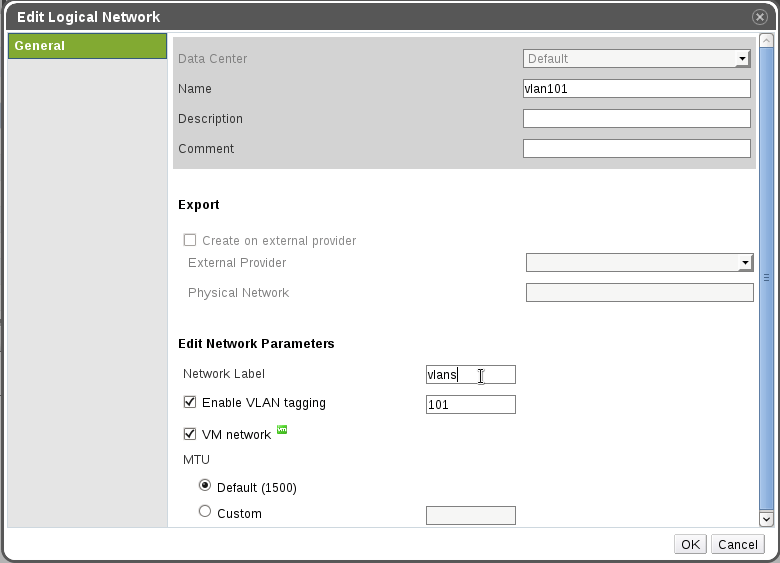 Edit Logical Network
General
Data Center Default
Name vlan101
Description
Comment
Export
Create on external provider
External Provider
Physical Network
Edit Network Parameters
Network Label vlans
Enable VLAN tagging 101
VM network vm
MTU
Default (1500)
Custom
OK Cancel